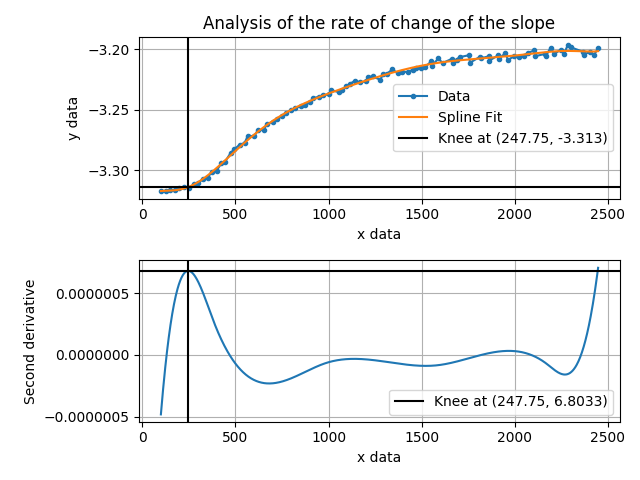 Analysis of the rate of change of the slope
−3.20
−3.25
−3.30
y data
Data
Spline Fit
Knee at (247.75, -3.313)
0 500 1000 1500 2000 2500
x data
0.0000005
0.0000000
−0.0000005
Second derivative
Knee at (247.75, 6.8033)
0 500 1000 1500 2000 2500
x data